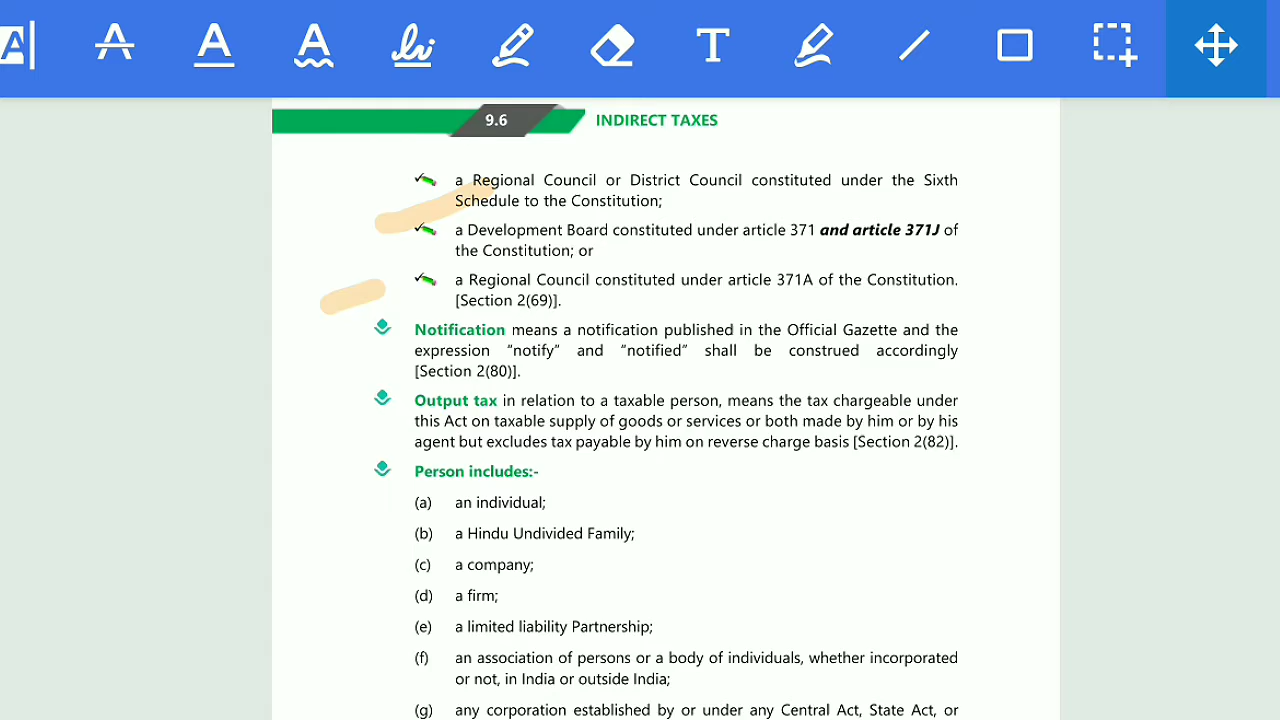 9.6 INDIRECT TAXES
a Regional Council or District Council constituted under the Sixth
Schedule to the Constitution;
a Development Board constituted under article 371 and article 371J of
the Constitution; or
a Regional Council constituted under article 371A of the Constitution.
[Section 2(69)].
Notification means a notification published in the Official Gazette and the
expression “notify” and “notified” shall be construed accordingly
[Section 2(80)].
Output tax in relation to a taxable person, means the tax chargeable under
this Act on taxable supply of goods or services or both made by him or by his
agent but excludes tax payable by him on reverse charge basis [Section 2(82)].
Person includes:-
(a) an individual;
(b) a Hindu Undivided Family;
(c) a company;
(d) a firm;
(e) a limited liability Partnership;
(f) an association of persons or a body of individuals, whether incorporated
or not, in India or outside India;
(g) any corporation established by or under any Central Act, State Act, or